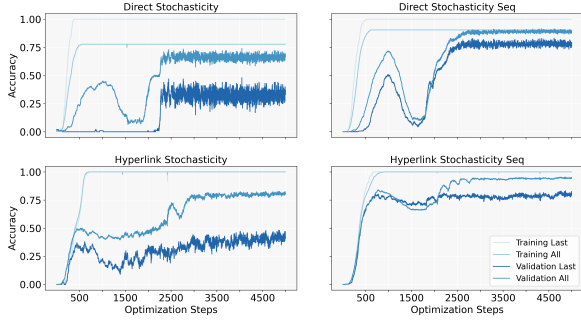 Direct Stochasticity
Direct Stochasticity Seq
Accuracy
1.00
0.75
0.50
0.25
0.00
Hyperlink Stochasticity
Hyperlink Stochasticity Seq
Accuracy
1.00
0.75
0.50
0.25
0.00
Training Last
Training All
Validation Last
Validation All
500 1500 2500 3500 4500
500 1500 2500 3500 4500
Optimization Steps
Optimization Steps